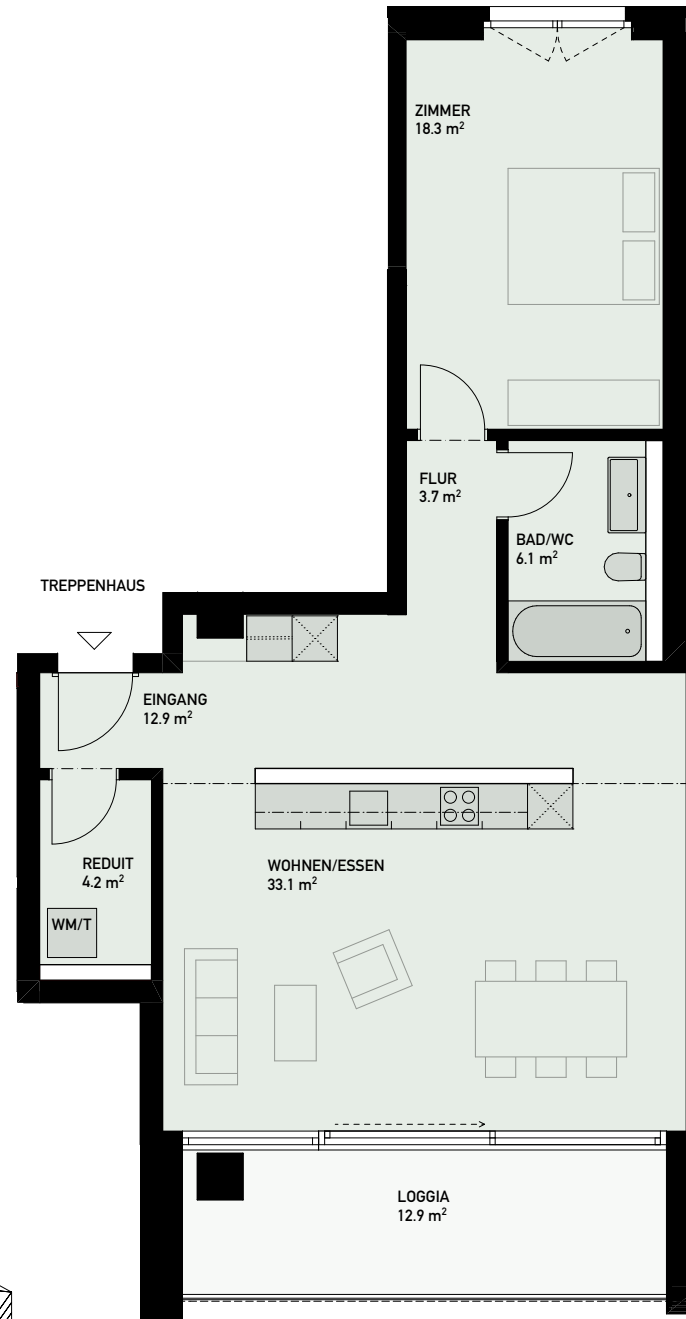 ZIMMER
18.3 m²
FLUR
3.7 m²
BAD/WC
6.1 m²
TREPPENHAUS
EINGANG
12.9 m²
REDUIT
4.2 m²
WM/T
WOHNEN/ESSEN
33.1 m²
LOGGIA
12.9 m²